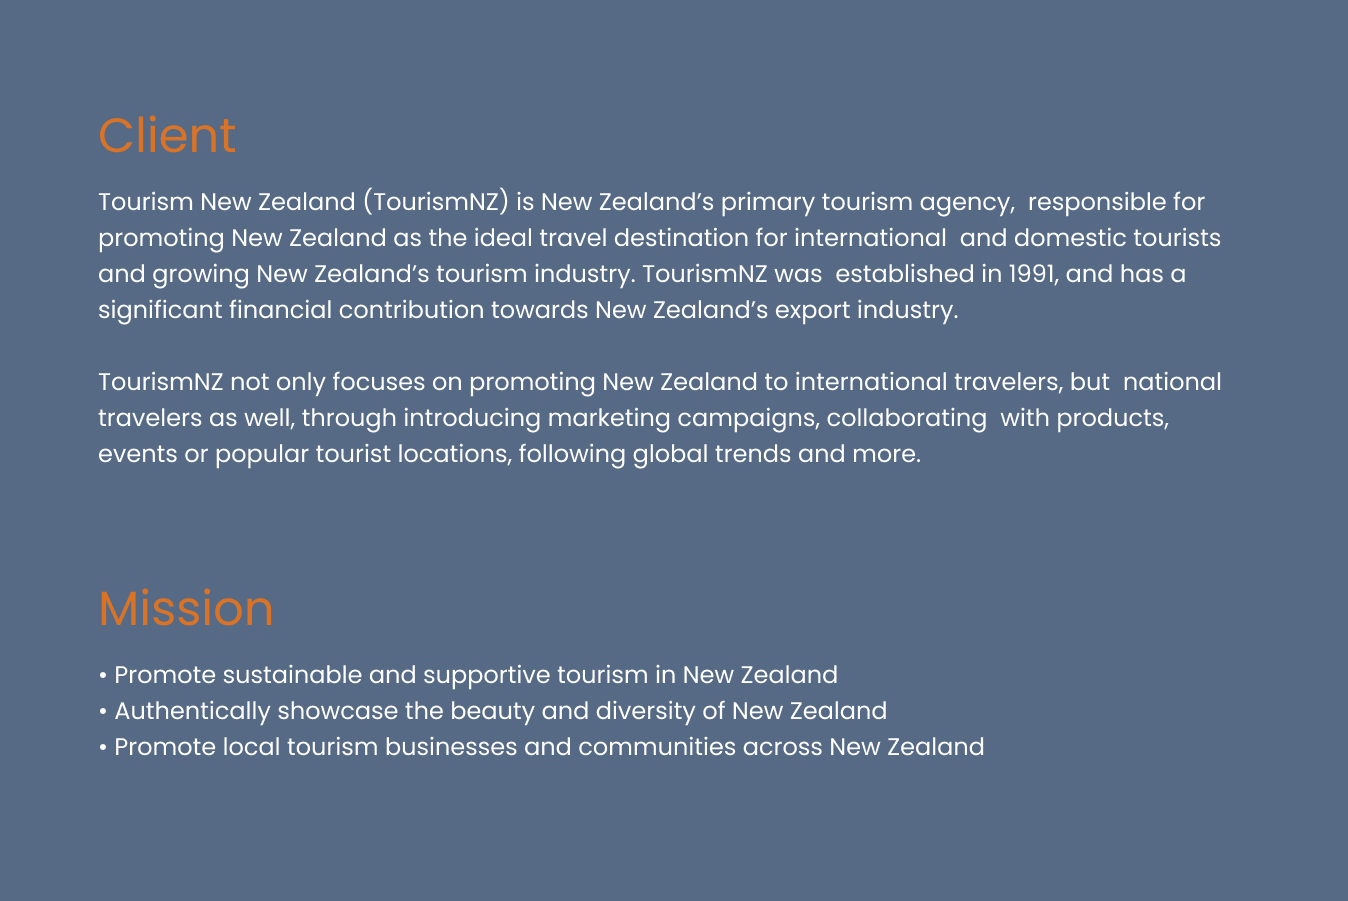 Client
Tourism New Zealand (TourismNZ) is New Zealand’s primary tourism agency,  responsible for
promoting New Zealand as the ideal travel destination for international  and domestic tourists
and growing New Zealand’s tourism industry. TourismNZ was  established in 1991, and has a
significant financial contribution towards New Zealand’s export industry.
TourismNZ not only focuses on promoting New Zealand to international travelers, but  national
travelers as well, through introducing marketing campaigns, collaborating  with products,
events or popular tourist locations, following global trends and more.
Mission
• Promote sustainable and supportive tourism in New Zealand
• Authentically showcase the beauty and diversity of New Zealand
• Promote local tourism businesses and communities across New Zealand